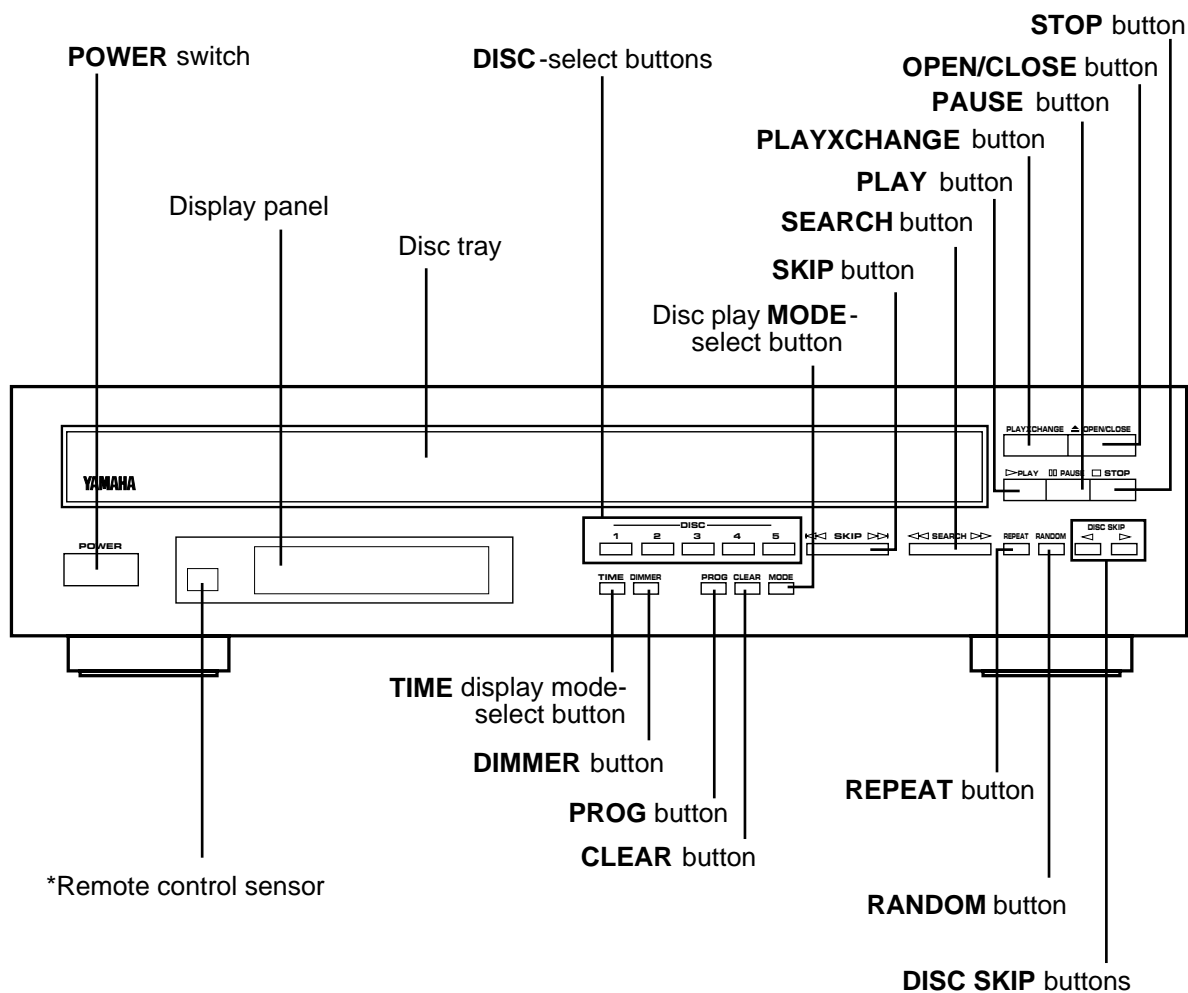 STOP button
POWER switch
DISC-select buttons
OPEN/CLOSE button
PAUSE button
PLAYXCHANGE button
PLAY button
Display panel
SEARCH button
Disc tray
SKIP button
Disc play MODE-
select button
PLAYXCHANGE ⏏ OPEN/CLOSE
▷PLAY ▯▯ PAUSE □ STOP
YAMAHA
DISC
1 2 3 4 5
|◁◁ SKIP ▷▷|
◁◁ SEARCH ▷▷
REPEAT RANDOM
DISC SKIP
◁ ▷
POWER
TIME DIMMER PROG CLEAR MODE
TIME display mode-
select button
DIMMER button
REPEAT button
PROG button
CLEAR button
*Remote control sensor
RANDOM button
DISC SKIP buttons